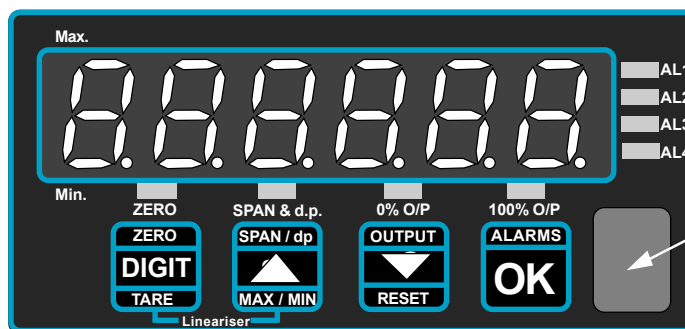 Max.
AL1
AL2
AL3
AL4
Min.
ZERO SPAN & d.p. 0% O/P 100% O/P
ZERO SPAN / dp OUTPUT ALARMS
DIGIT OK
TARE MAX / MIN RESET
Lineariser